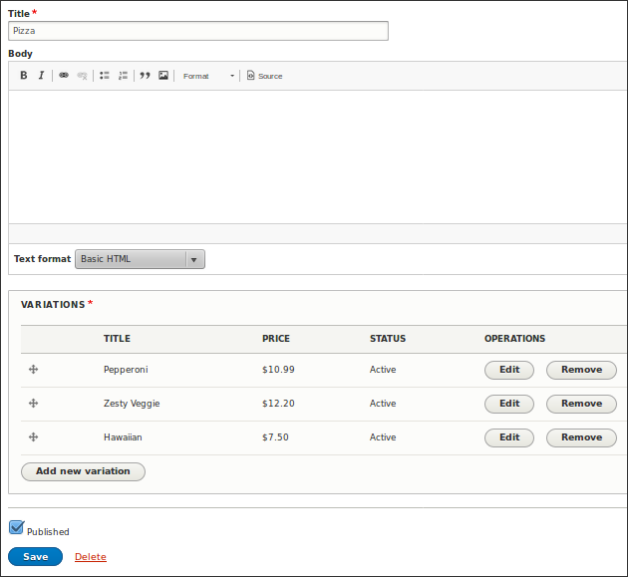 Title *
Pizza
Body
B I Format Source
Text format Basic HTML
VARIATIONS *
TITLE PRICE STATUS OPERATIONS
Pepperoni $10.99 Active Edit Remove
Zesty Veggie $12.20 Active Edit Remove
Hawaiian $7.50 Active Edit Remove
Add new variation
Published
Save Delete